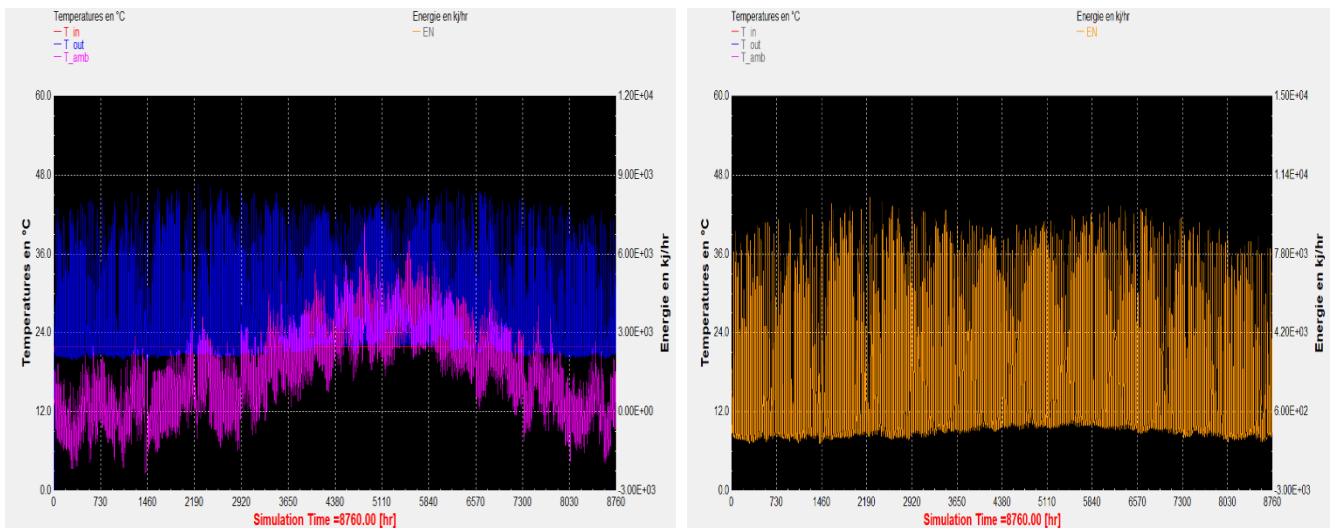 Temperatures en °C
Energie en kj/hr
T_in
EN
T_out
T_amb
60.0
48.0
36.0
24.0
12.0
0.0
Temperatures en °C
1.20E+04
9.00E+03
6.00E+03
3.00E+03
0.00E+00
-3.00E+03
Energie en kj/hr
0 730 1460 2190 2920 3650 4380 5110 5840 6570 7300 8030 8760
Simulation Time =8760.00 [hr]
Temperatures en °C
Energie en kj/hr
T_in
EN
T_out
T_amb
60.0
48.0
36.0
24.0
12.0
0.0
Temperatures en °C
1.50E+04
1.14E+04
7.80E+03
4.20E+03
6.00E+02
-3.00E+03
Energie en kj/hr
0 730 1460 2190 2920 3650 4380 5110 5840 6570 7300 8030 8760
Simulation Time =8760.00 [hr]